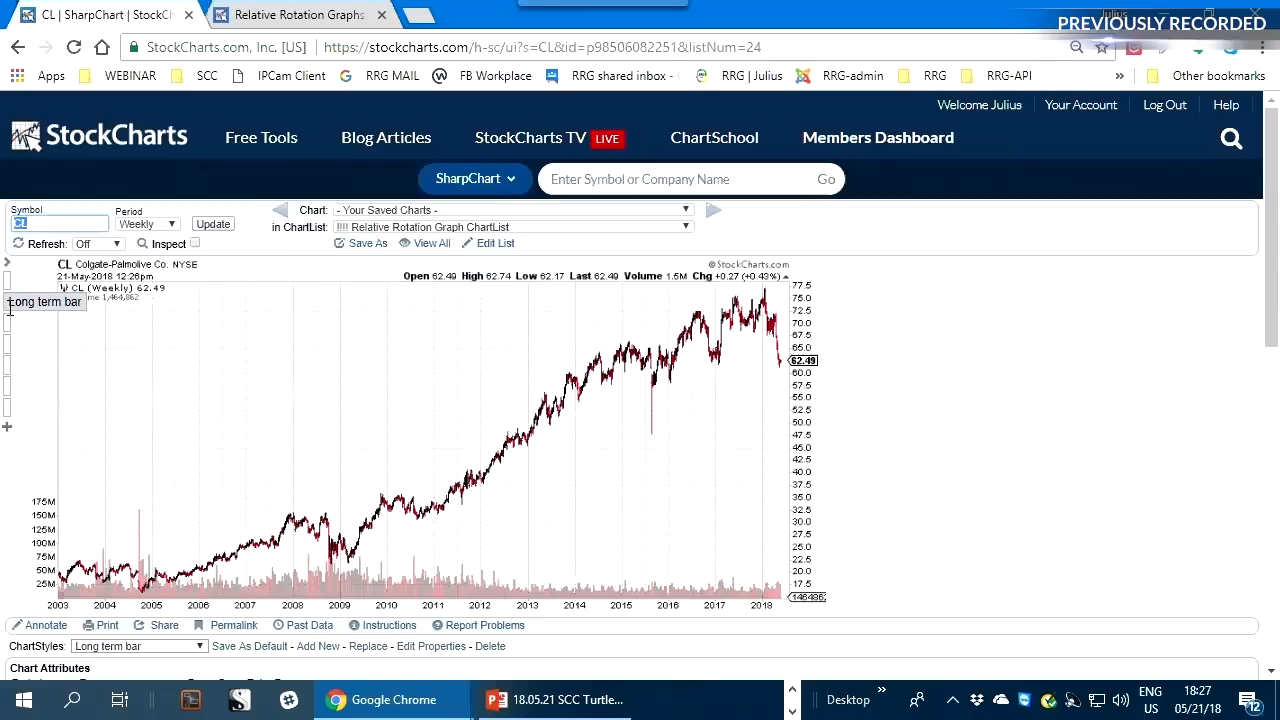 CL | SharpChart | StockCh
Relative Rotation Graphs
PREVIOUSLY RECORDED
StockCharts.com, Inc. [US]
https://stockcharts.com/h-sc/ui?s=CL&id=p98506082251&listNum=24
Apps WEBINAR SCC IPCam Client RRG MAIL FB Workplace RRG shared inbox - RRG | Julius RRG-admin RRG RRG-API » Other bookmarks
Welcome Julius Your Account Log Out Help
StockCharts Free Tools Blog Articles StockCharts TV LIVE ChartSchool Members Dashboard
SharpChart Enter Symbol or Company Name Go
Symbol Period Chart: - Your Saved Charts -
CL Weekly Update in ChartList: !!!! Relative Rotation Graph ChartList
Refresh: Off Inspect Save As View All Edit List
CL Colgate-Palmolive Co. NYSE © StockCharts.com
21-May-2018 12:26pm Open 62.49 High 62.74 Low 62.17 Last 62.49 Volume 1.5M Chg +0.27 (+0.43%)
CL (Weekly) 62.49
1,464,862
Long term bar
77.5
75.0
72.5
70.0
67.5
65.0
62.49
60.0
57.5
55.0
52.5
50.0
47.5
45.0
42.5
40.0
37.5
35.0
32.5
30.0
27.5
25.0
22.5
20.0
17.5
1464862
175M
150M
125M
100M
75M
50M
25M
2003 2004 2005 2006 2007 2008 2009 2010 2011 2012 2013 2014 2015 2016 2017 2018
Annotate Print Share Permalink Past Data Instructions Report Problems
ChartStyles: Long term bar Save As Default - Add New - Replace - Edit Properties - Delete
Chart Attributes
Google Chrome 18.05.21 SCC Turtle... Desktop » ENG US 18:27 05/21/18 12